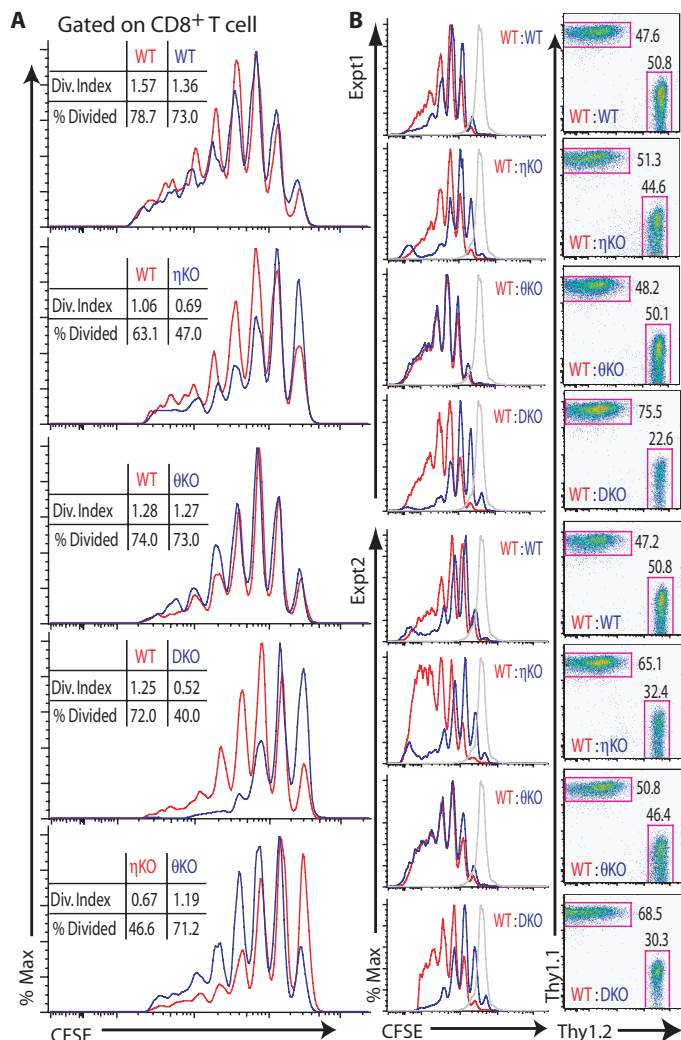 A
Gated on CD8+ T cell
WT WT
Div. Index 1.57 1.36
% Divided 78.7 73.0
WT ηKO
Div. Index 1.06 0.69
% Divided 63.1 47.0
WT θKO
Div. Index 1.28 1.27
% Divided 74.0 73.0
WT DKO
Div. Index 1.25 0.52
% Divided 72.0 40.0
ηKO θKO
Div. Index 0.67 1.19
% Divided 46.6 71.2
% Max
CFSE
B
Expt1
WT:WT
WT:ηKO
WT:θKO
WT:DKO
Expt2
WT:WT
WT:ηKO
WT:θKO
WT:DKO
% Max
CFSE
47.6
50.8
WT:WT
51.3
44.6
WT:ηKO
48.2
50.1
WT:θKO
75.5
22.6
WT:DKO
47.2
50.8
WT:WT
65.1
32.4
WT:ηKO
50.8
46.4
WT:θKO
68.5
30.3
WT:DKO
Thy1.1
Thy1.2